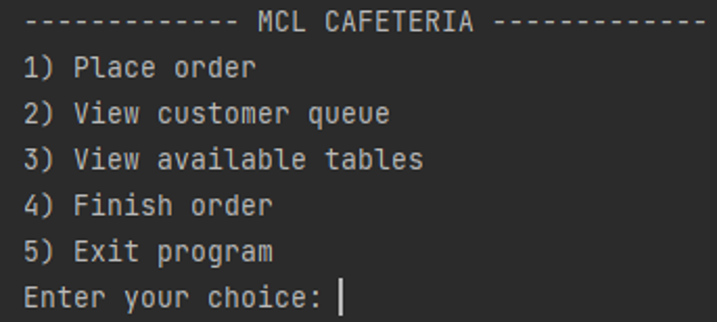 ------------- MCL CAFETERIA -------------
1) Place order
2) View customer queue
3) View available tables
4) Finish order
5) Exit program
Enter your choice: